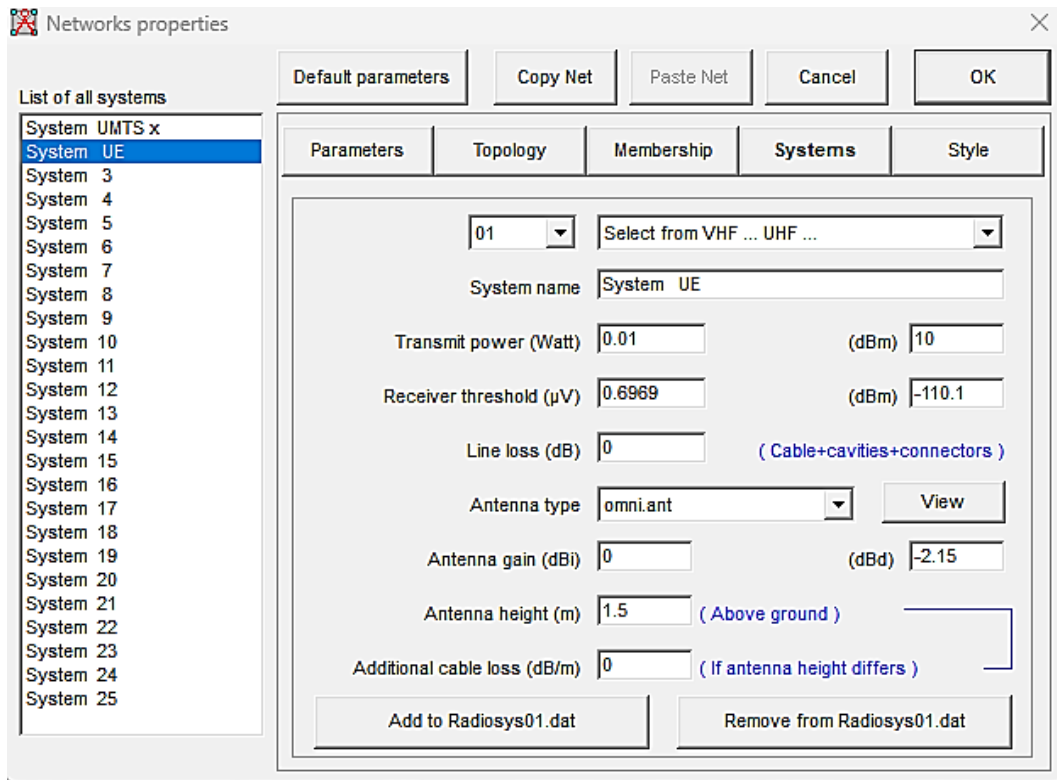 Networks properties
Default parameters Copy Net Paste Net Cancel OK
List of all systems
System UMTS x
System UE
System 3
System 4
System 5
System 6
System 7
System 8
System 9
System 10
System 11
System 12
System 13
System 14
System 15
System 16
System 17
System 18
System 19
System 20
System 21
System 22
System 23
System 24
System 25
Parameters Topology Membership Systems Style
01 Select from VHF ... UHF ...
System name System UE
Transmit power (Watt) 0.01 (dBm) 10
Receiver threshold (µV) 0.6969 (dBm) -110.1
Line loss (dB) 0 ( Cable+cavities+connectors )
Antenna type omni.ant View
Antenna gain (dBi) 0 (dBd) -2.15
Antenna height (m) 1.5 ( Above ground )
Additional cable loss (dB/m) 0 ( If antenna height differs )
Add to Radiosys01.dat Remove from Radiosys01.dat